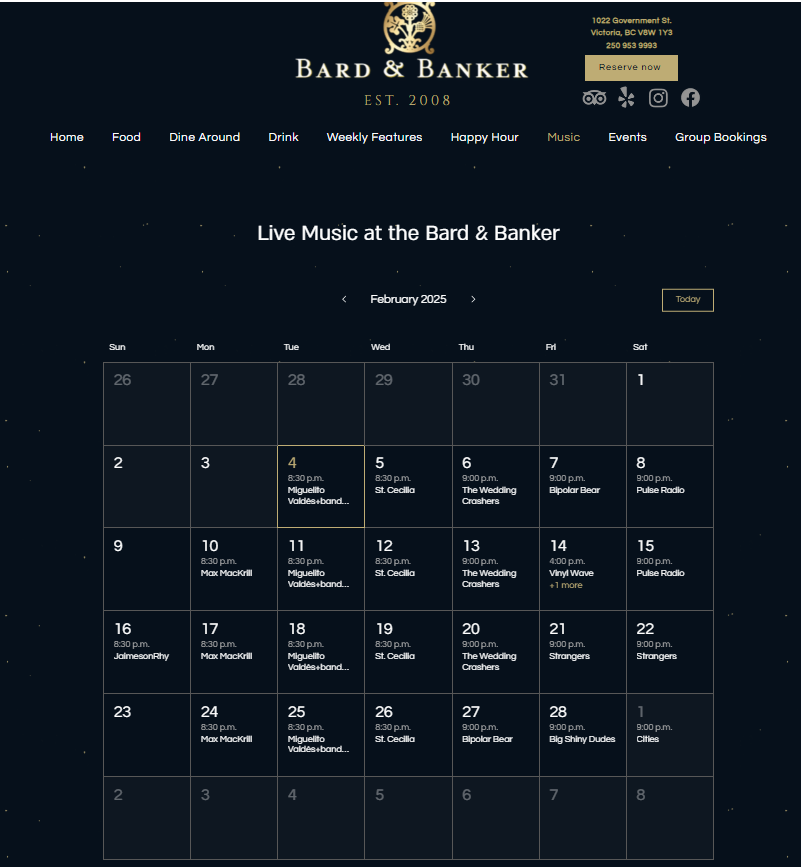 BARD & BANKER
EST. 2008
1022 Government St.
Victoria, BC V8W 1Y3
250 953 9993
Reserve now
Home Food Dine Around Drink Weekly Features Happy Hour Music Events Group Bookings
Live Music at the Bard & Banker
February 2025
Today
Sun Mon Tue Wed Thu Fri Sat
26 27 28 29 30 31 1
2
3
4
8:30 p.m.
Miguelito
Valdés+band...
5
8:30 p.m.
St. Cecilia
6
9:00 p.m.
The Wedding
Crashers
7
9:00 p.m.
Bipolar Bear
8
9:00 p.m.
Pulse Radio
9
10
8:30 p.m.
Max MacKrill
11
8:30 p.m.
Miguelito
Valdés+band...
12
8:30 p.m.
St. Cecilia
13
9:00 p.m.
The Wedding
Crashers
14
4:00 p.m.
Vinyl Wave
+1 more
15
9:00 p.m.
Pulse Radio
16
8:30 p.m.
JaimesonRhy
17
8:30 p.m.
Max MacKrill
18
8:30 p.m.
Miguelito
Valdés+band...
19
8:30 p.m.
St. Cecilia
20
9:00 p.m.
The Wedding
Crashers
21
9:00 p.m.
Strangers
22
9:00 p.m.
Strangers
23
24
8:30 p.m.
Max MacKrill
25
8:30 p.m.
Miguelito
Valdés+band...
26
8:30 p.m.
St. Cecilia
27
9:00 p.m.
Bipolar Bear
28
9:00 p.m.
Big Shiny Dudes
1
9:00 p.m.
Cities
2 3 4 5 6 7 8